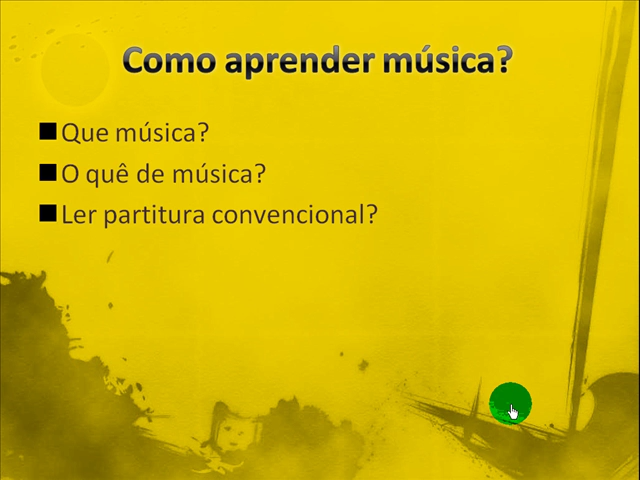 Como aprender música?
Que música?
O quê de música?
Ler partitura convencional?